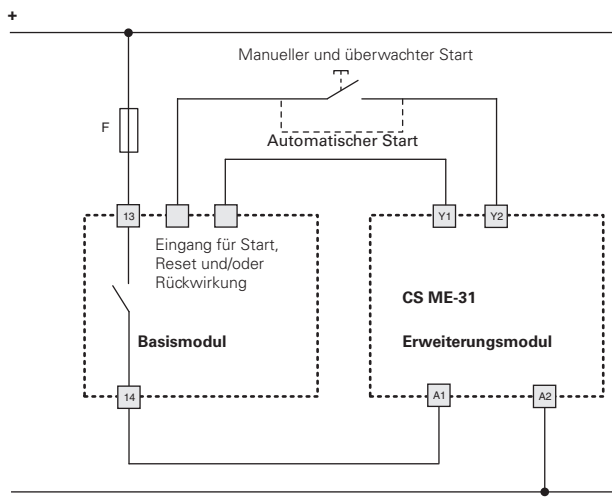 +
Manueller und überwachter Start
F
Automatischer Start
13
Y1
Y2
Eingang für Start,
Reset und/oder
Rückwirkung
CS ME-31
Basismodul
Erweiterungsmodul
14
A1
A2